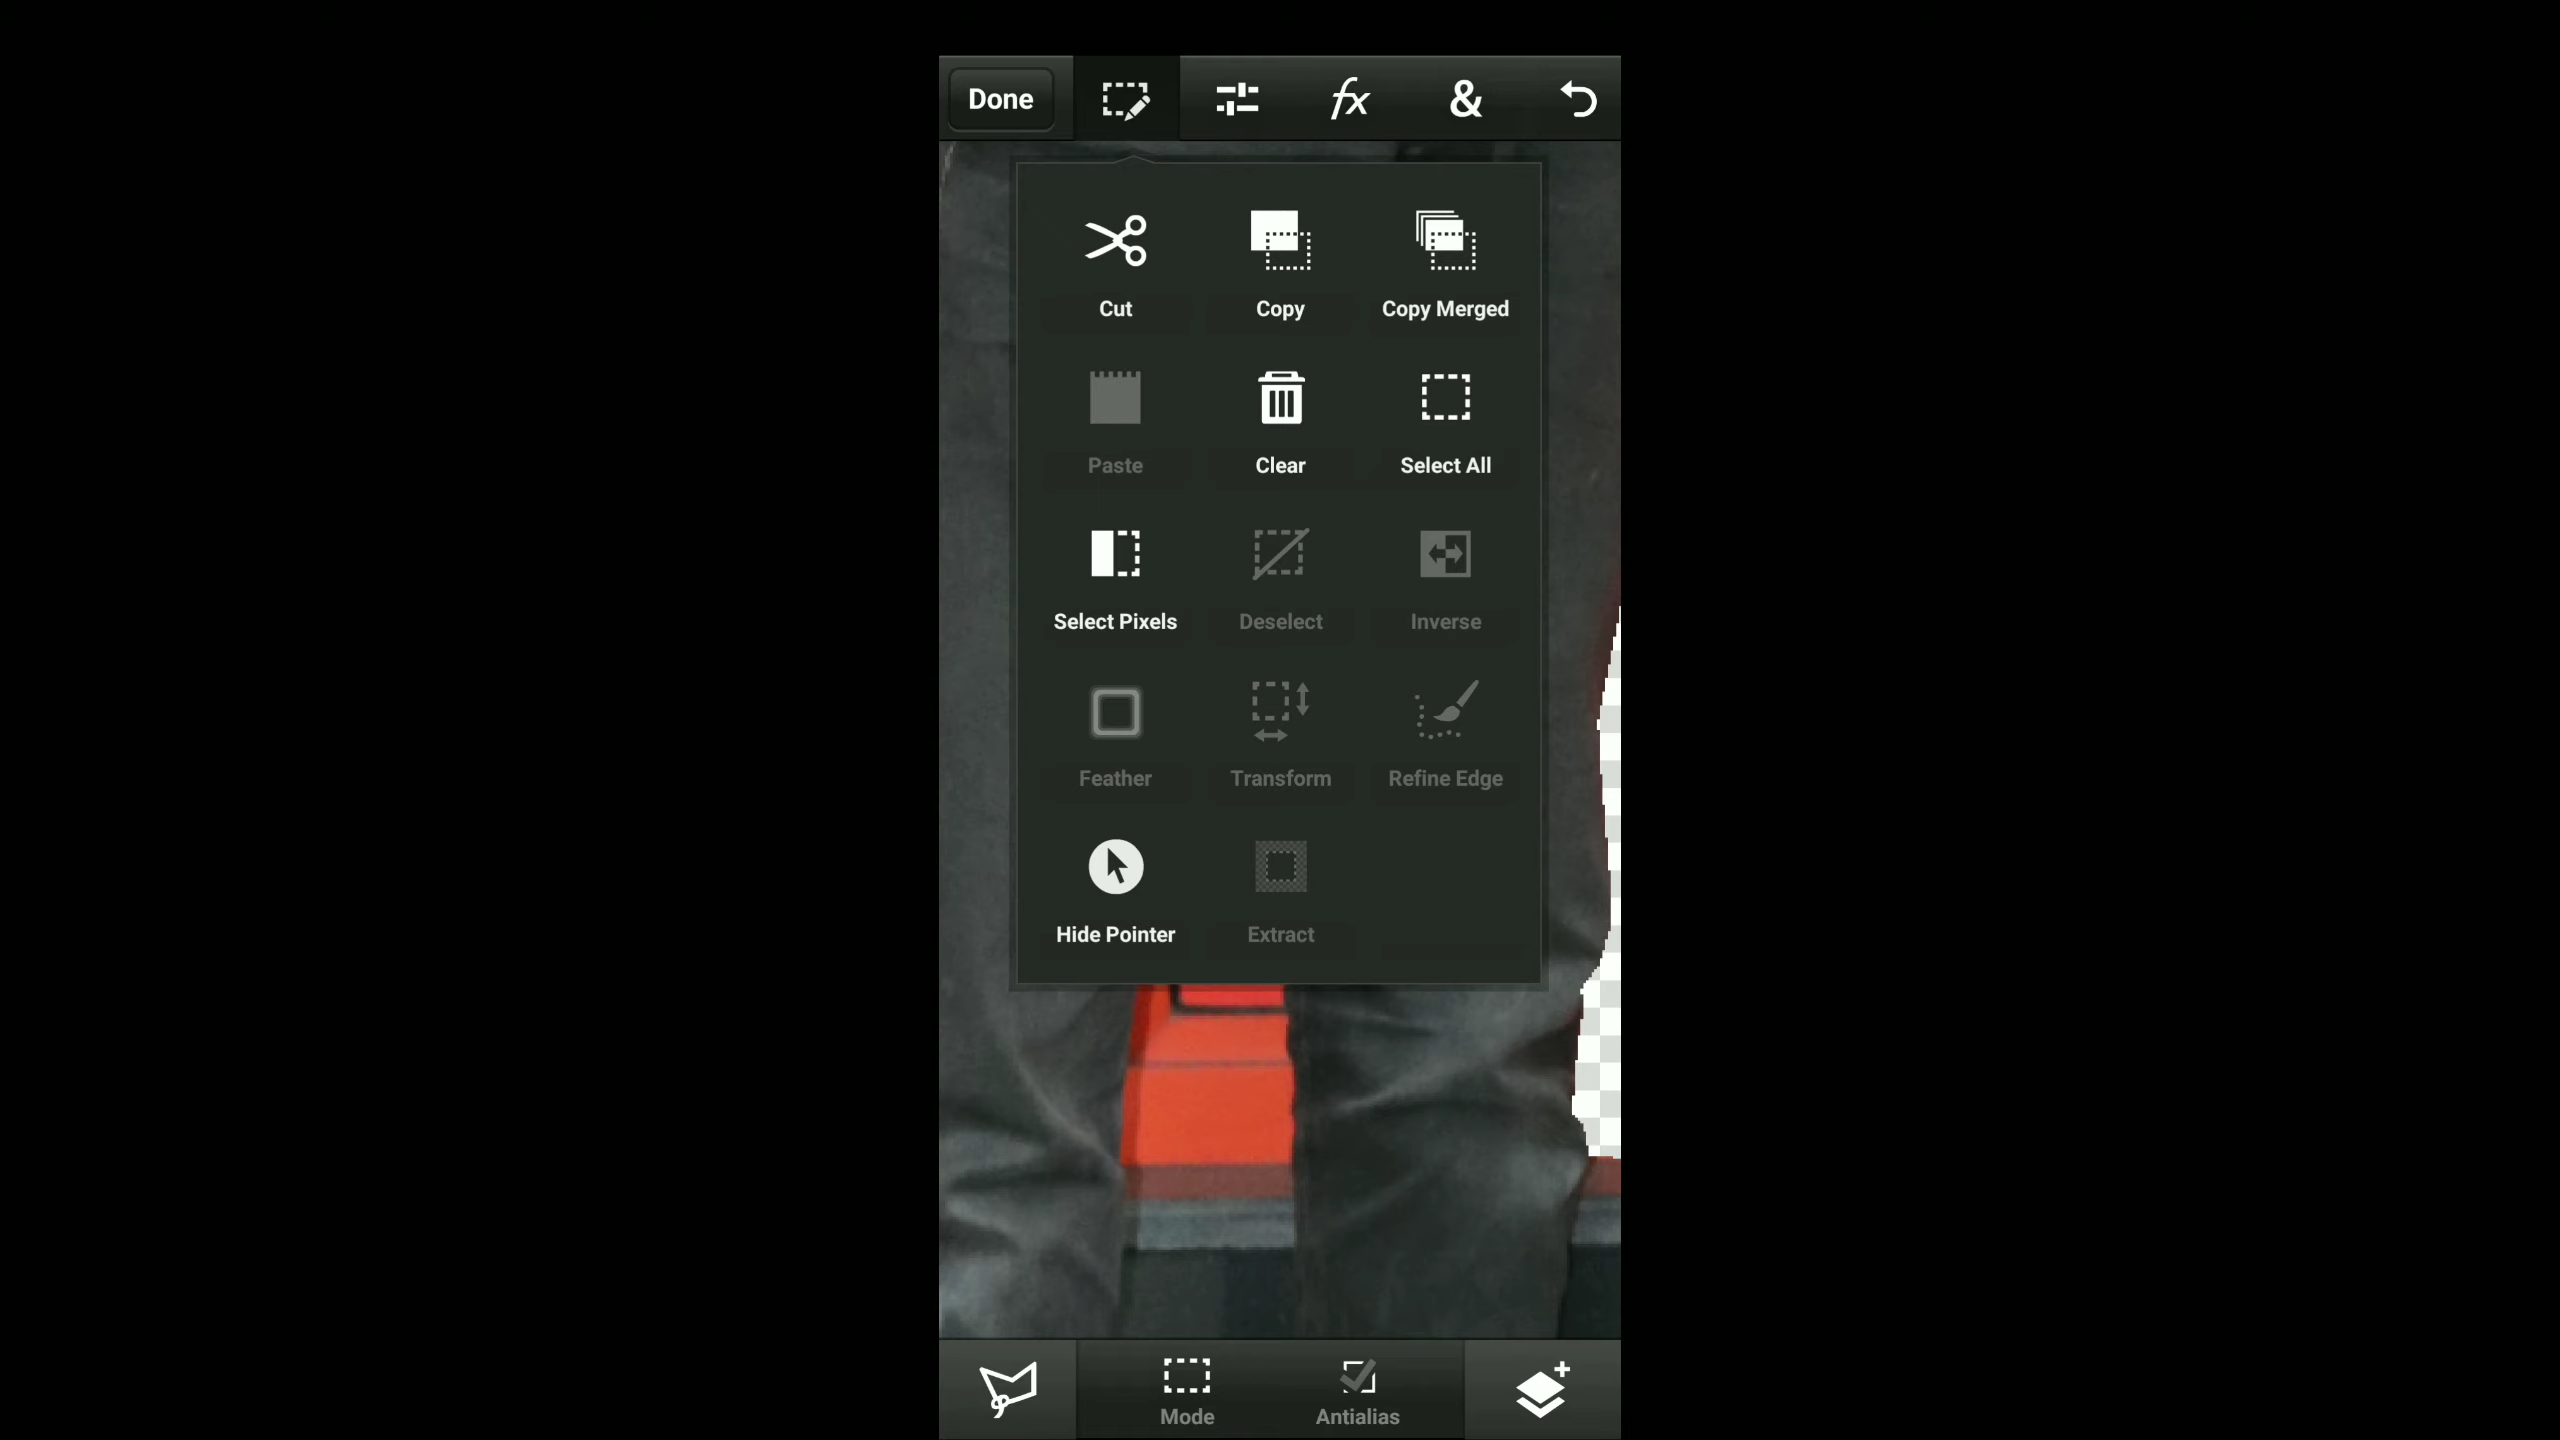 Done fx &
Cut Copy Copy Merged
Paste Clear Select All
Select Pixels Deselect Inverse
Feather Transform Refine Edge
Hide Pointer Extract
Mode Antialias